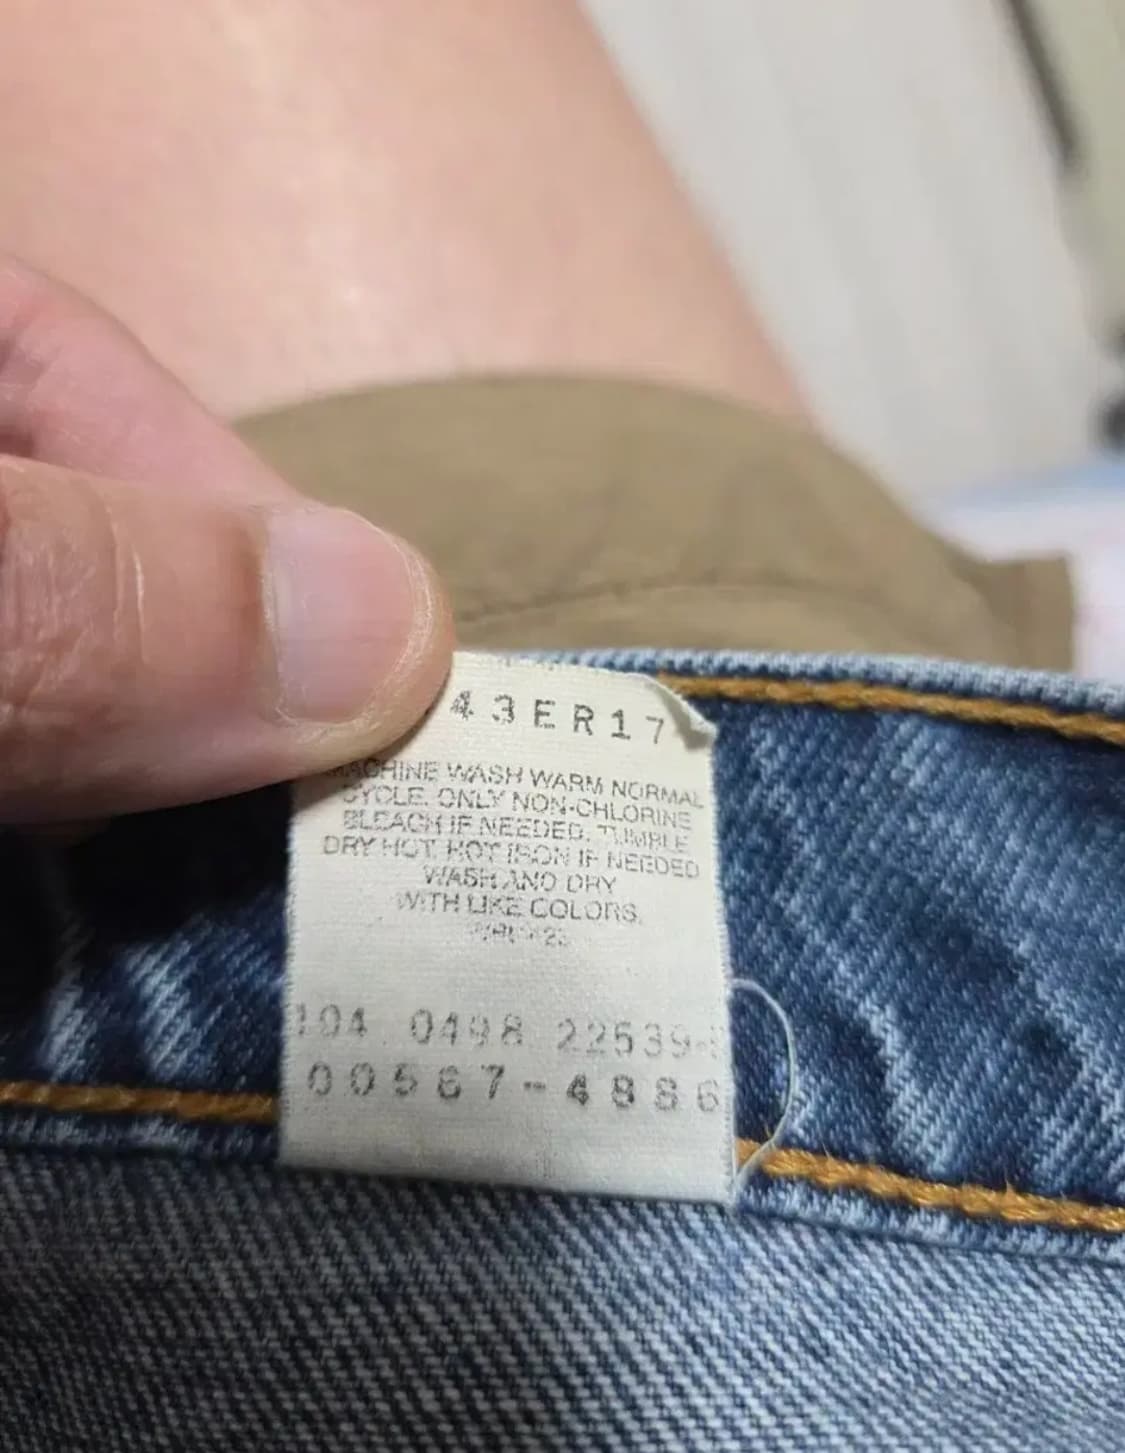 43ER17
MACHINE WASH WARM NORMAL
CYCLE. ONLY NON-CHLORINE
BLEACH IF NEEDED. TUMBLE
DRY HOT. HOT IRON IF NEEDED
WASH AND DRY
WITH LIKE COLORS.
104 0498 22539-
00567-4886